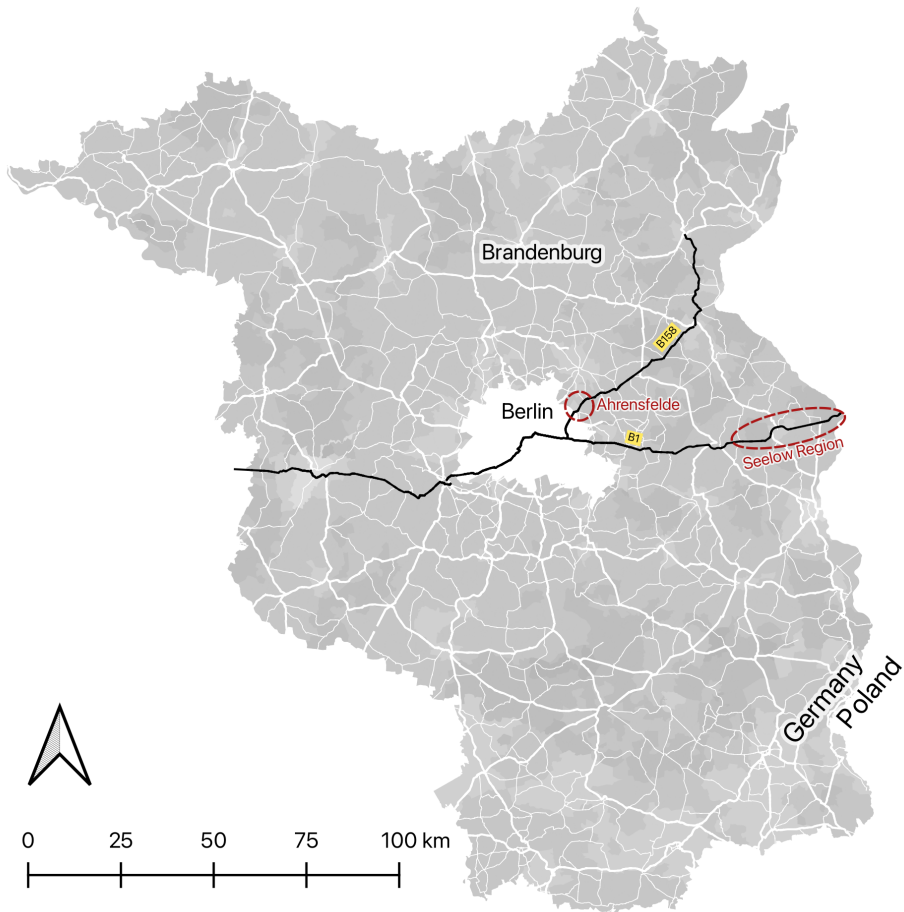 Brandenburg
B158
Berlin
Ahrensfelde
B1
Seelow Region
Germany
Poland
0 25 50 75 100 km